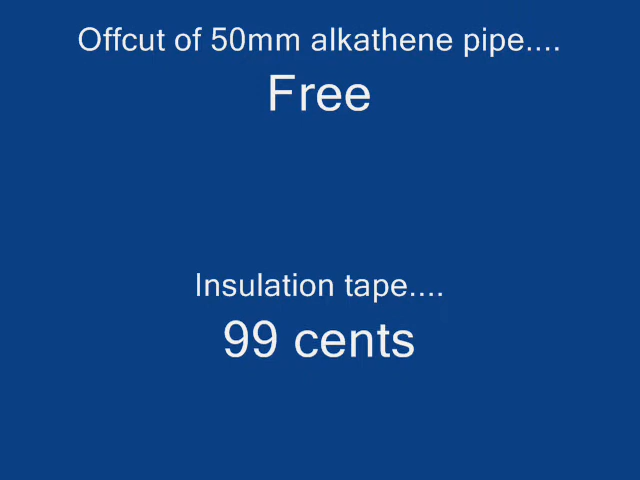 Offcut of 50mm alkathene pipe....
Free
Insulation tape....
99 cents